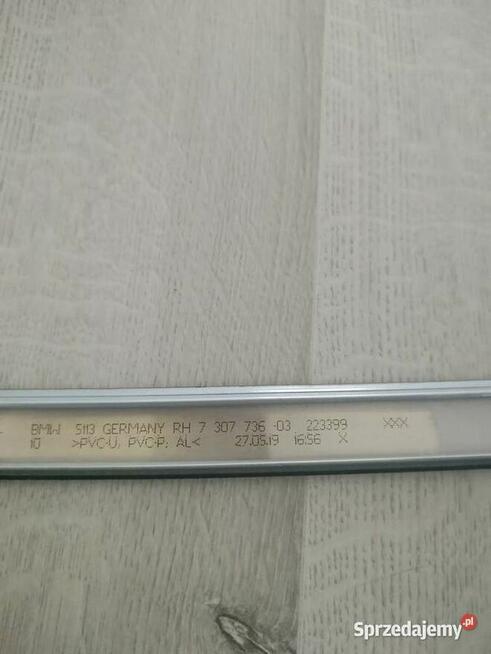 BMW 5113 GERMANY RH 7 307 736 -03 223399 XXX
10 >PVC-U, PVC-P, AL< 27.05.19 16:56 X
Sprzedajemy.pl